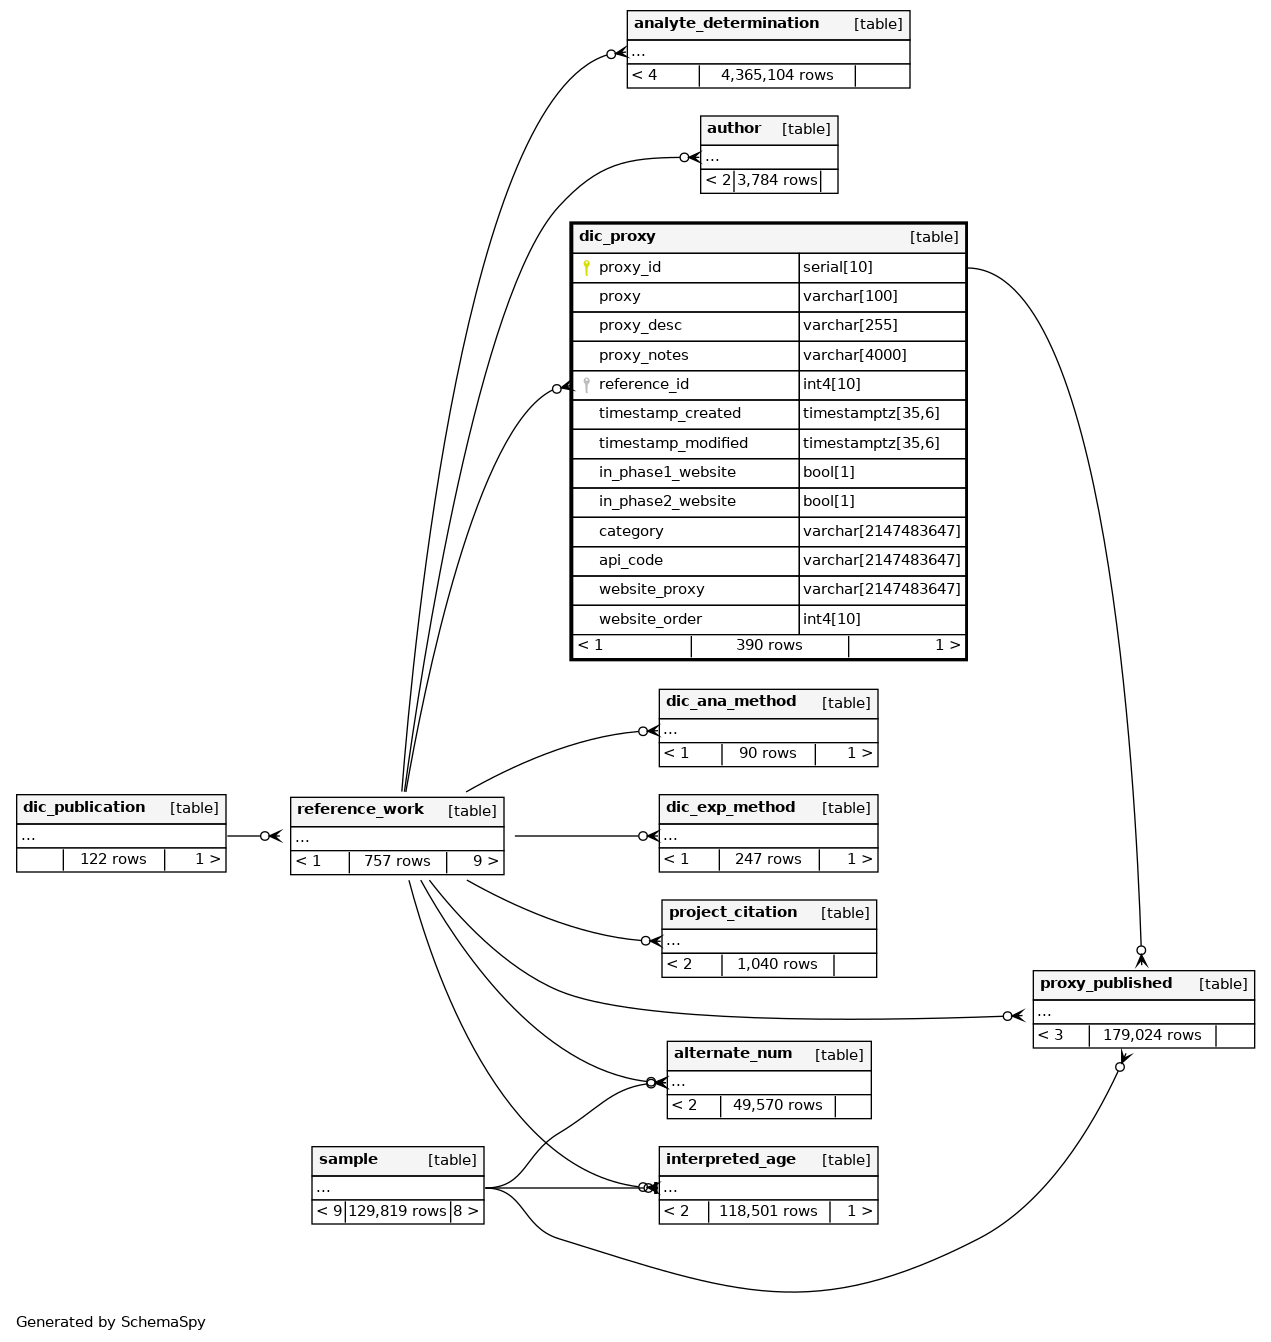 analyte_determination [table]
...
< 4 4,365,104 rows
author [table]
...
< 2 3,784 rows
dic_proxy [table]
proxy_id serial[10]
proxy varchar[100]
proxy_desc varchar[255]
proxy_notes varchar[4000]
reference_id int4[10]
timestamp_created timestamptz[35,6]
timestamp_modified timestamptz[35,6]
in_phase1_website bool[1]
in_phase2_website bool[1]
category varchar[2147483647]
api_code varchar[2147483647]
website_proxy varchar[2147483647]
website_order int4[10]
< 1 390 rows 1 >
dic_ana_method [table]
...
< 1 90 rows 1 >
dic_publication [table]
...
122 rows 1 >
reference_work [table]
...
< 1 757 rows 9 >
dic_exp_method [table]
...
< 1 247 rows 1 >
project_citation [table]
...
< 2 1,040 rows
proxy_published [table]
...
< 3 179,024 rows
alternate_num [table]
...
< 2 49,570 rows
sample [table]
...
< 9 129,819 rows 8 >
interpreted_age [table]
...
< 2 118,501 rows 1 >
Generated by SchemaSpy